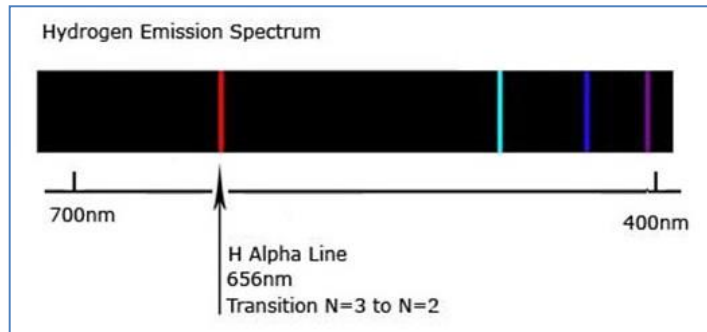 Hydrogen Emission Spectrum
700nm
400nm
H Alpha Line
656nm
Transition N=3 to N=2